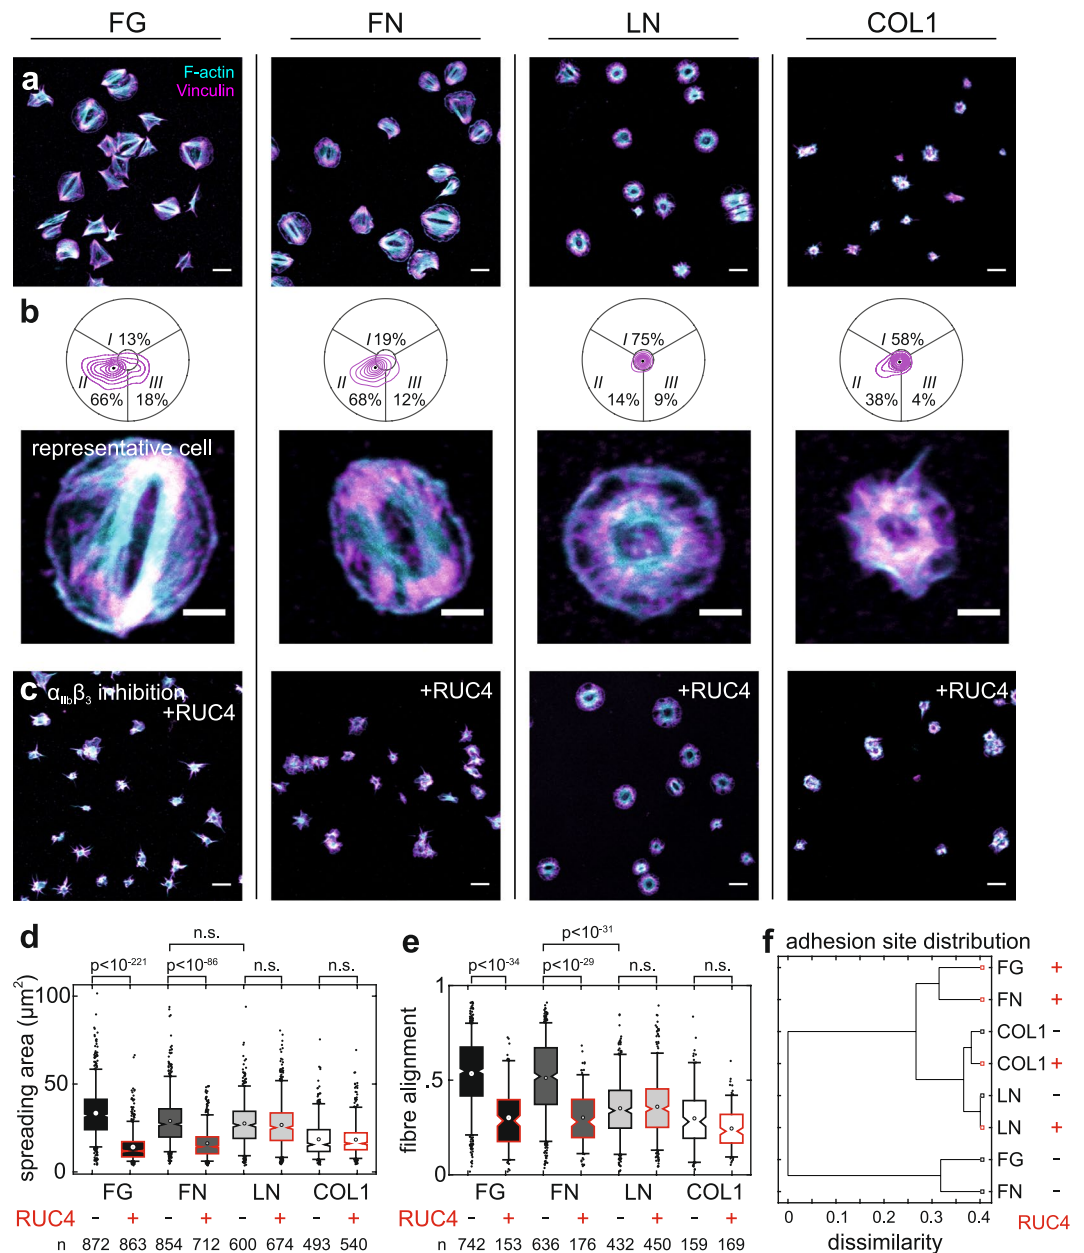 FG FN LN COL1
a F-actin
Vinculin
b
I 13% I 19% I 75% I 58%
II III II III II III II III
66% 18% 68% 12% 14% 9% 38% 4%
representative cell
c αIIbβ3 inhibition +RUC4 +RUC4 +RUC4
+RUC4
d e f adhesion site distribution
n.s.
p<10-221 p<10-86 n.s. n.s.
spreading area (µm2)
100
50
0
FG FN LN COL1
RUC4 - + - + - + - +
n 872 863 854 712 600 674 493 540
p<10-31
p<10-34 p<10-29 n.s. n.s.
fibre alignment
1
.5
0
FG FN LN COL1
RUC4 - + - + - + - +
n 742 153 636 176 432 450 159 169
FG +
FN +
COL1 -
COL1 +
LN -
LN +
FG -
FN -
0 0.1 0.2 0.3 0.4 RUC4
dissimilarity